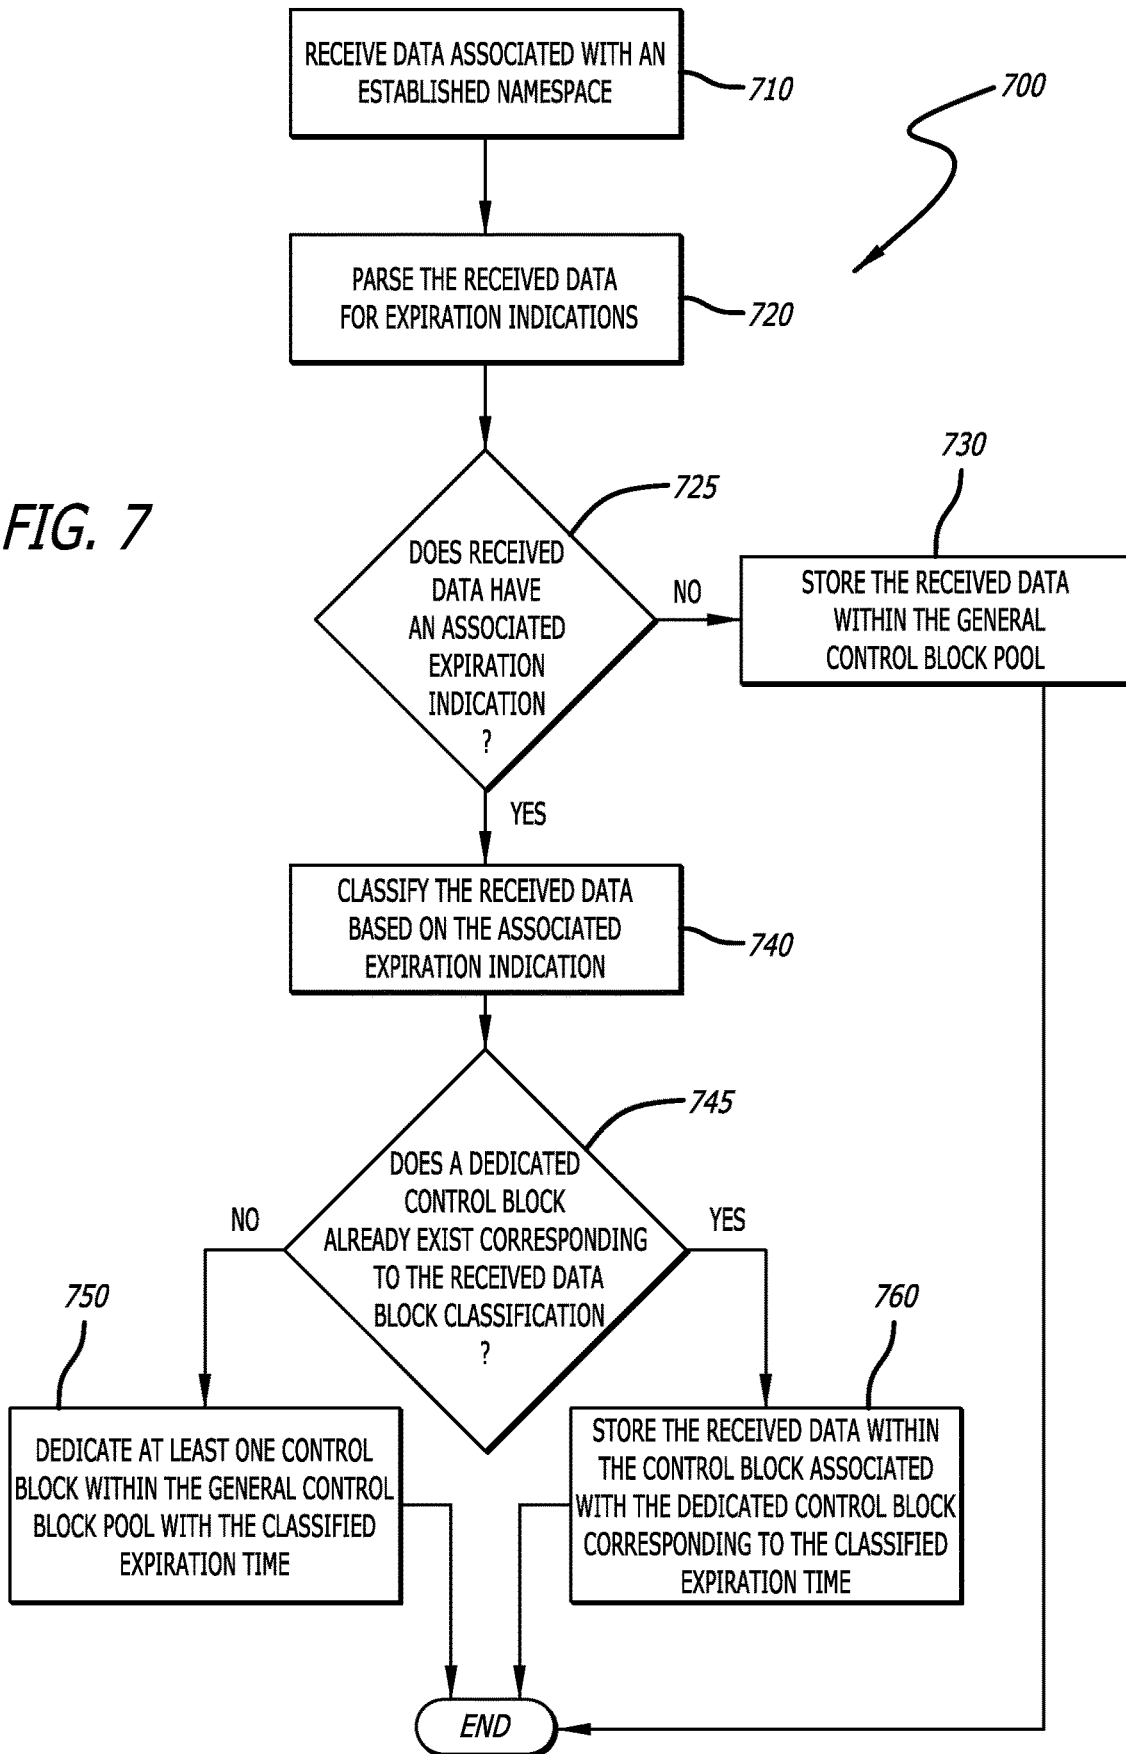 RECEIVE DATA ASSOCIATED WITH AN
ESTABLISHED NAMESPACE
710
700
PARSE THE RECEIVED DATA
FOR EXPIRATION INDICATIONS
720
FIG. 7
DOES RECEIVED
DATA HAVE
AN ASSOCIATED
EXPIRATION
INDICATION
?
725
NO
730
STORE THE RECEIVED DATA
WITHIN THE GENERAL
CONTROL BLOCK POOL
YES
CLASSIFY THE RECEIVED DATA
BASED ON THE ASSOCIATED
EXPIRATION INDICATION
740
DOES A DEDICATED
CONTROL BLOCK
ALREADY EXIST CORRESPONDING
TO THE RECEIVED DATA
BLOCK CLASSIFICATION
?
745
NO
YES
750
DEDICATE AT LEAST ONE CONTROL
BLOCK WITHIN THE GENERAL CONTROL
BLOCK POOL WITH THE CLASSIFIED
EXPIRATION TIME
760
STORE THE RECEIVED DATA WITHIN
THE CONTROL BLOCK ASSOCIATED
WITH THE DEDICATED CONTROL BLOCK
CORRESPONDING TO THE CLASSIFIED
EXPIRATION TIME
END